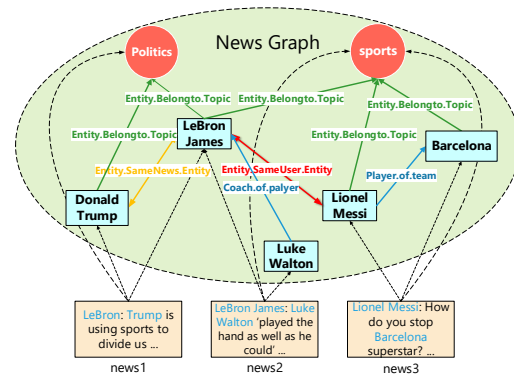 News Graph
Politics
sports
Entity.Belongto.Topic
Entity.Belongto.Topic
Entity.Belongto.Topic
Entity.Belongto.Topic
Entity.Belongto.Topic
LeBron
James
Barcelona
Entity.SameNews.Entity
Entity.SameUser.Entity
Coach.of.palyer
Player.of.team
Donald
Trump
Lionel
Messi
Luke
Walton
LeBron: Trump is
using sports to
divide us ...
LeBron James: Luke
Walton 'played the
hand as well as he
could' ...
Lionel Messi: How
do you stop
Barcelona
superstar? ...
news1
news2
news3